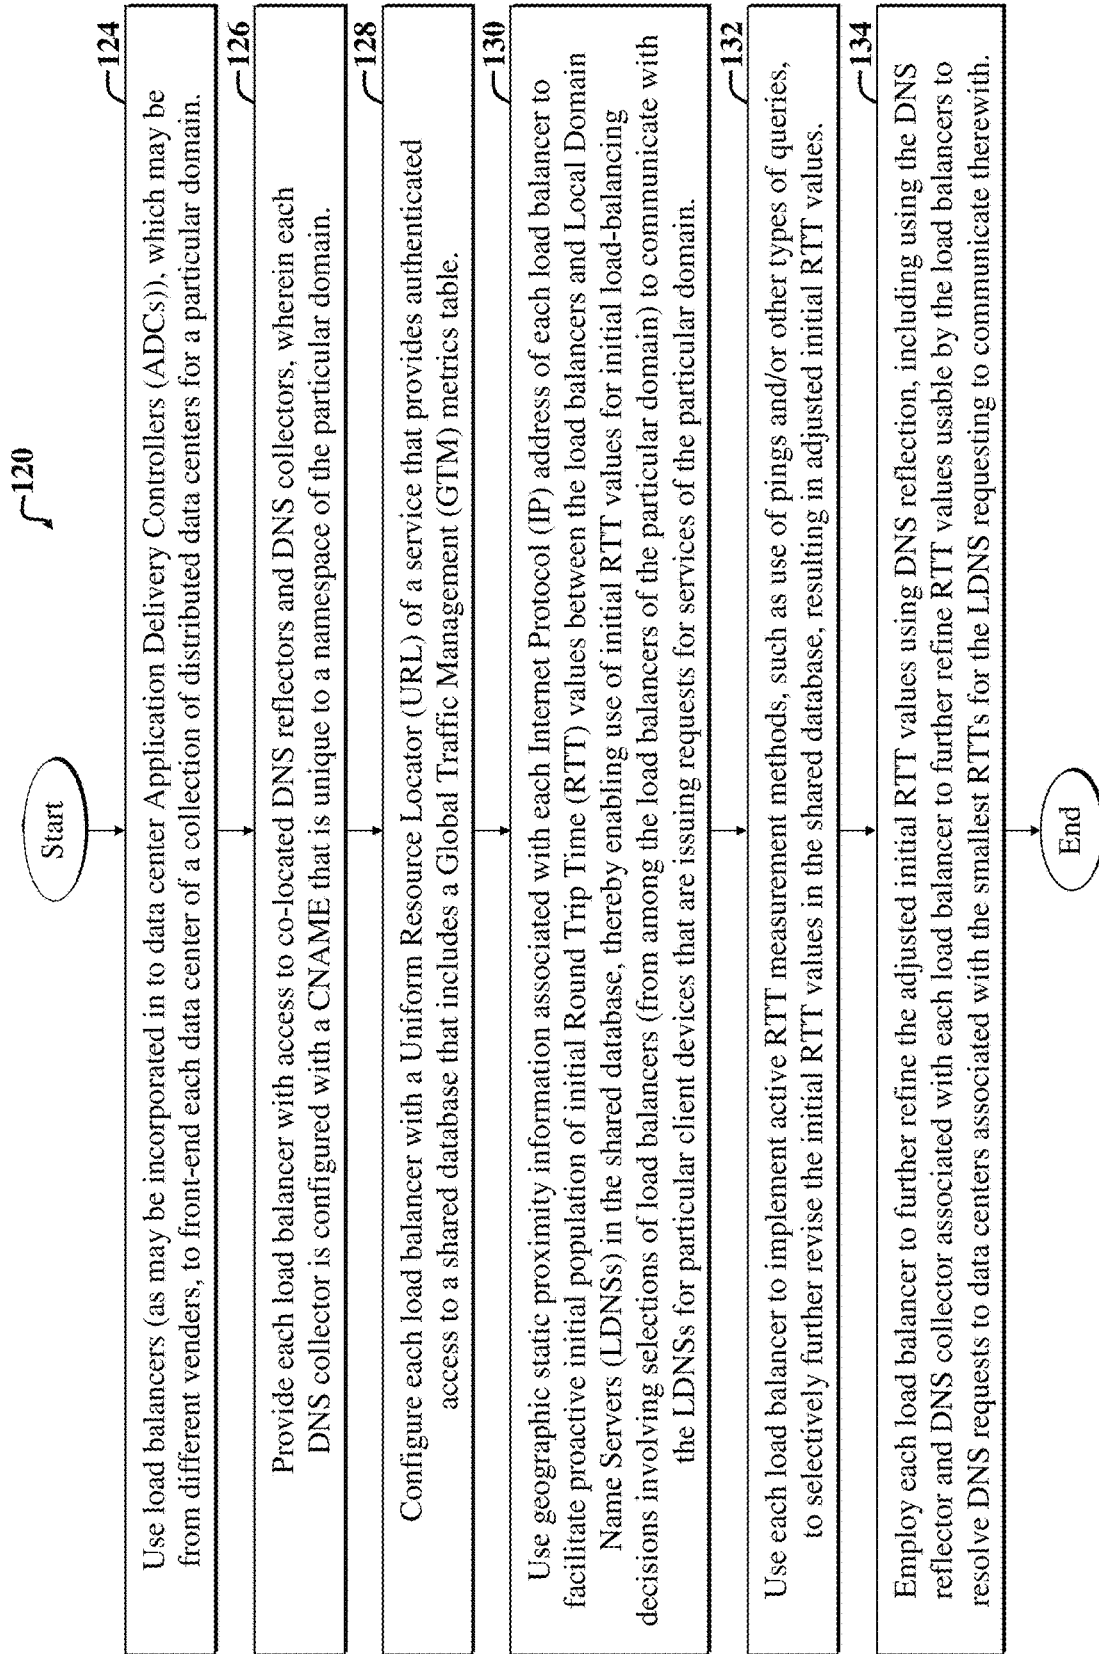 120
Start
124
Use load balancers (as may be incorporated in to data center Application Delivery Controllers (ADCs)), which may be
from different venders, to front-end each data center of a collection of distributed data centers for a particular domain.
126
Provide each load balancer with access to co-located DNS reflectors and DNS collectors, wherein each
DNS collector is configured with a CNAME that is unique to a namespace of the particular domain.
128
Configure each load balancer with a Uniform Resource Locator (URL) of a service that provides authenticated
access to a shared database that includes a Global Traffic Management (GTM) metrics table.
130
Use geographic static proximity information associated with each Internet Protocol (IP) address of each load balancer to
facilitate proactive initial population of initial Round Trip Time (RTT) values between the load balancers and Local Domain
Name Servers (LDNSs) in the shared database, thereby enabling use of initial RTT values for initial load-balancing
decisions involving selections of load balancers (from among the load balancers of the particular domain) to communicate with
the LDNSs for particular client devices that are issuing requests for services of the particular domain.
132
Use each load balancer to implement active RTT measurement methods, such as use of pings and/or other types of queries,
to selectively further revise the initial RTT values in the shared database, resulting in adjusted initial RTT values.
134
Employ each load balancer to further refine the adjusted initial RTT values using DNS reflection, including using the DNS
reflector and DNS collector associated with each load balancer to further refine RTT values usable by the load balancers to
resolve DNS requests to data centers associated with the smallest RTTs for the LDNS requesting to communicate therewith.
End